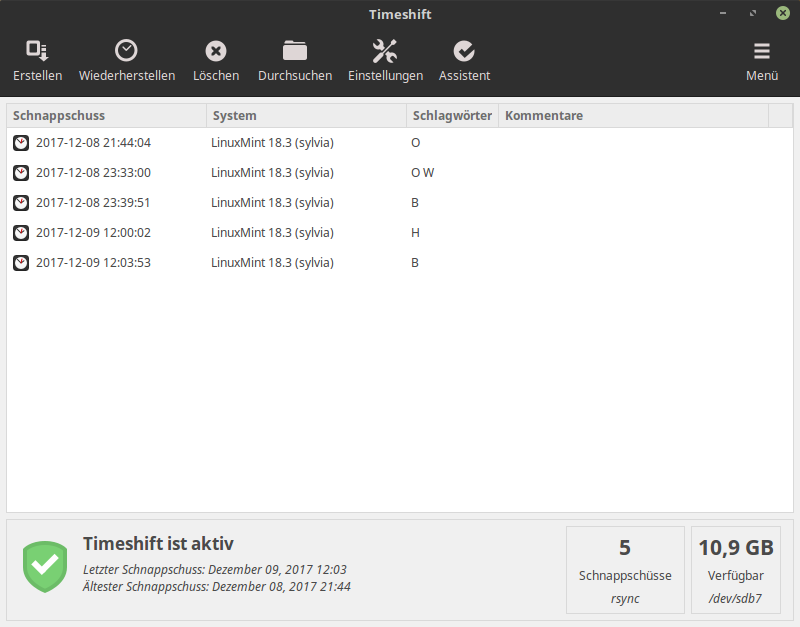 Timeshift
Erstellen Wiederherstellen Löschen Durchsuchen Einstellungen Assistent Menü
Schnappschuss System Schlagwörter Kommentare
2017-12-08 21:44:04 LinuxMint 18.3 (sylvia) O
2017-12-08 23:33:00 LinuxMint 18.3 (sylvia) O W
2017-12-08 23:39:51 LinuxMint 18.3 (sylvia) B
2017-12-09 12:00:02 LinuxMint 18.3 (sylvia) H
2017-12-09 12:03:53 LinuxMint 18.3 (sylvia) B
Timeshift ist aktiv
Letzter Schnappschuss: Dezember 09, 2017 12:03
Ältester Schnappschuss: Dezember 08, 2017 21:44
5
Schnappschüsse
rsync
10,9 GB
Verfügbar
/dev/sdb7